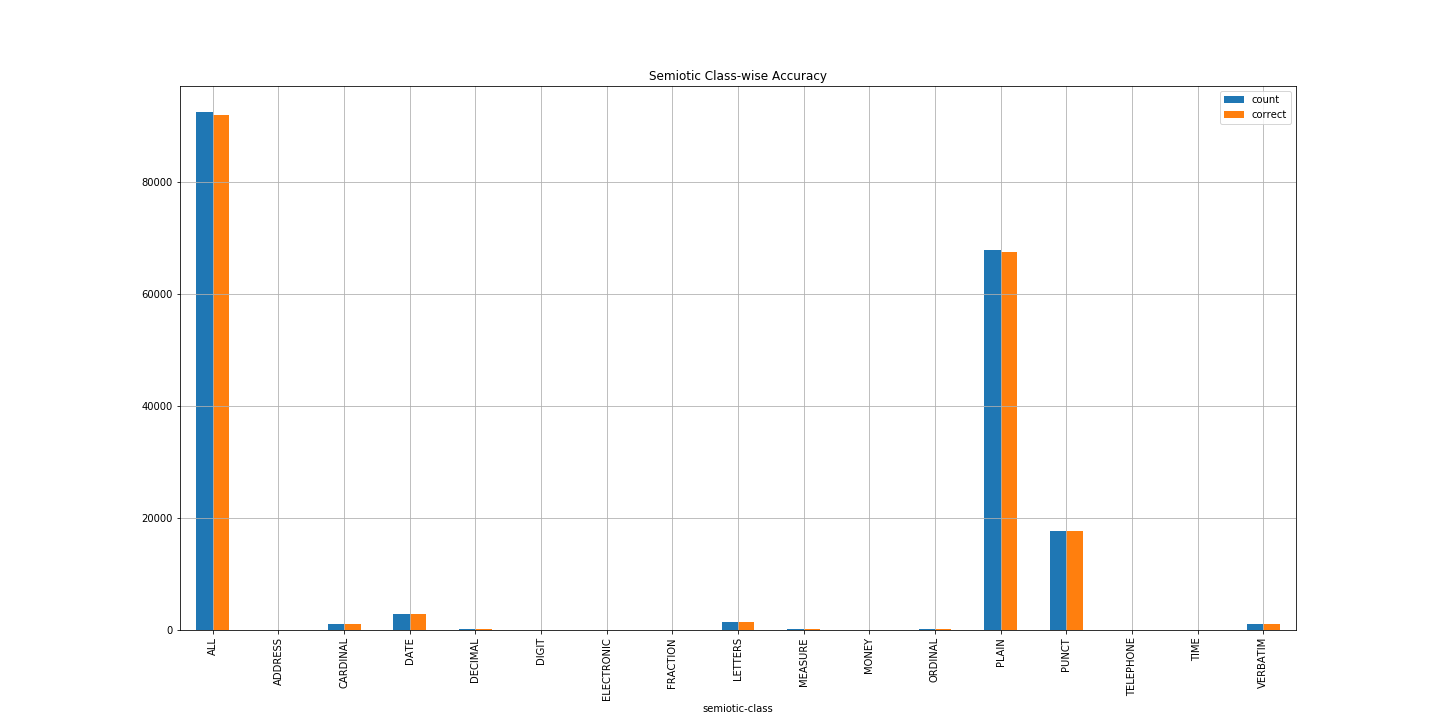 Semiotic Class-wise Accuracy
count
correct
80000
60000
40000
20000
0
ALL
ADDRESS
CARDINAL
DATE
DECIMAL
DIGIT
ELECTRONIC
FRACTION
LETTERS
MEASURE
MONEY
ORDINAL
PLAIN
PUNCT
TELEPHONE
TIME
VERBATIM
semiotic-class